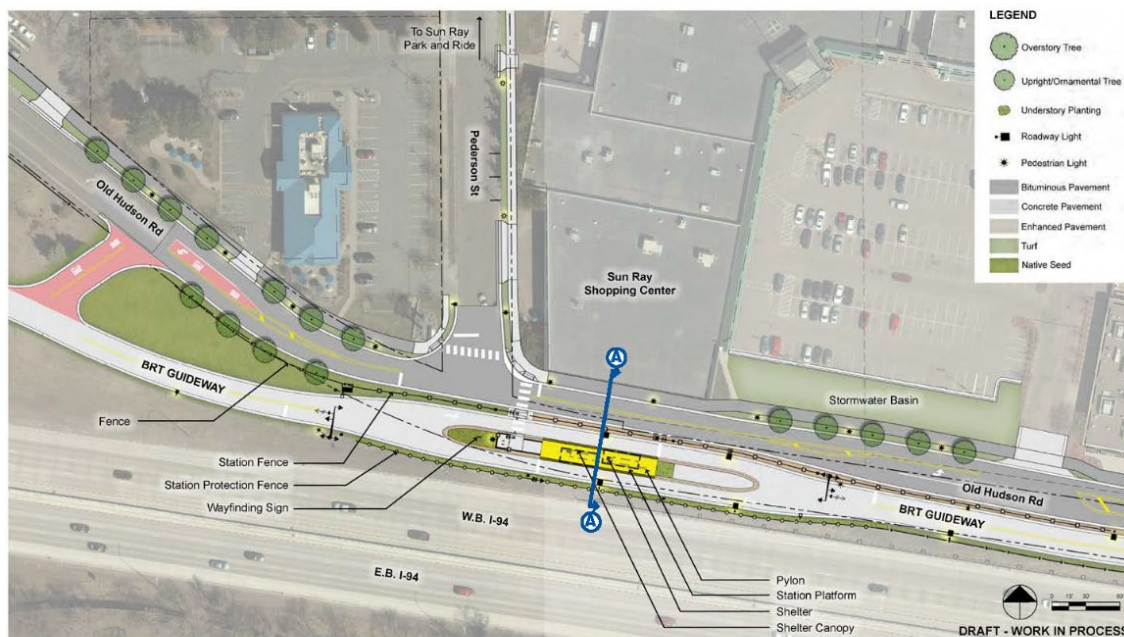 To Sun Ray
Park and Ride
Pederson St
Old Hudson Rd
Sun Ray
Shopping Center
A
BRT GUIDEWAY
Stormwater Basin
Fence
Station Fence
Station Protection Fence
Wayfinding Sign
A
Old Hudson Rd
BRT GUIDEWAY
W.B. I-94
E.B. I-94
Pylon
Station Platform
Shelter
Shelter Canopy
LEGEND
Overstory Tree
Upright/Ornamental Tree
Understory Planting
Roadway Light
Pedestrian Light
Bituminous Pavement
Concrete Pavement
Enhanced Pavement
Turf
Native Seed
DRAFT - WORK IN PROCESS